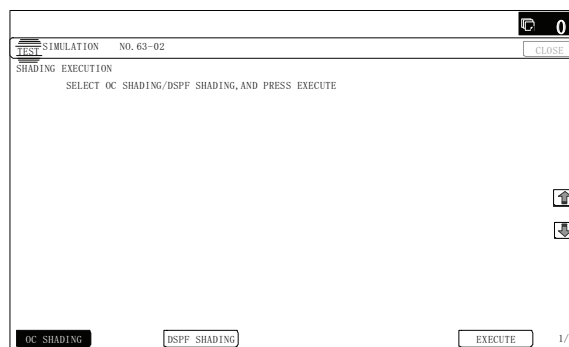 0
TEST SIMULATION NO. 63-02 CLOSE
SHADING EXECUTION
SELECT OC SHADING/DSPF SHADING, AND PRESS EXECUTE
OC SHADING DSPF SHADING EXECUTE 1/